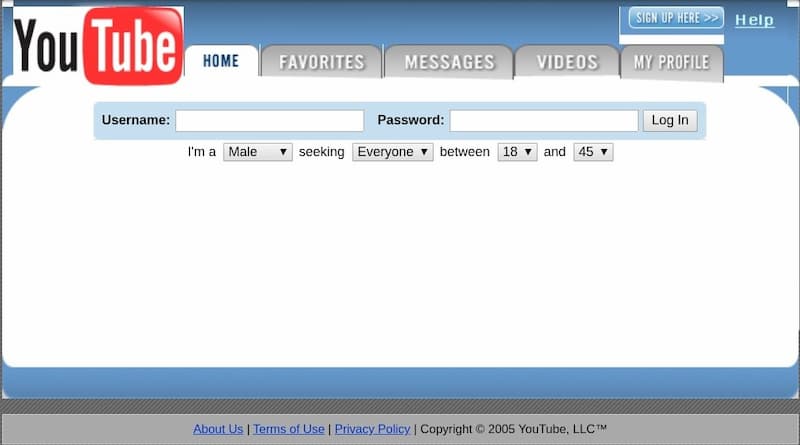 YouTube
SIGN UP HERE >> Help
HOME FAVORITES MESSAGES VIDEOS MY PROFILE
Username: Password: Log In
I'm a Male seeking Everyone between 18 and 45
About Us | Terms of Use | Privacy Policy | Copyright © 2005 YouTube, LLC™